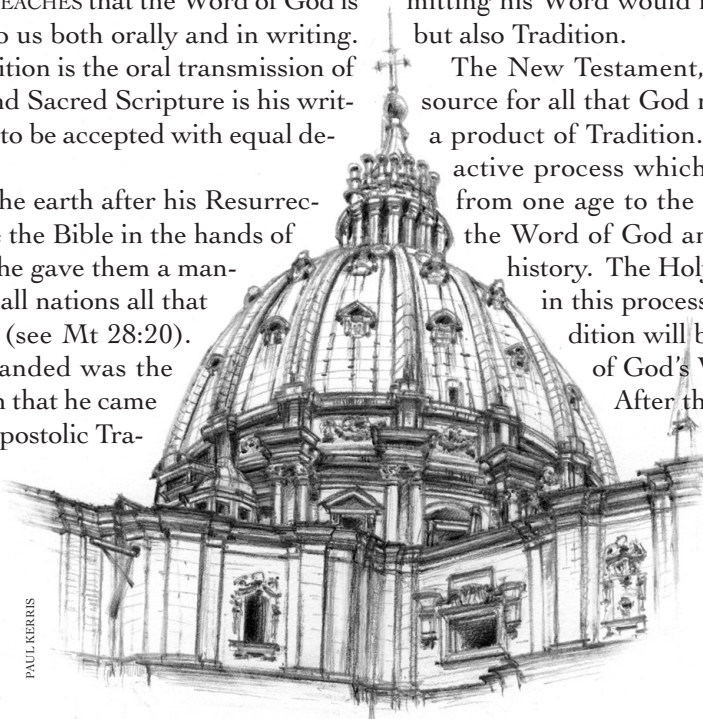 EACHES that the Word of God is
o us both orally and in writing.
ition is the oral transmission of
nd Sacred Scripture is his writ-
to be accepted with equal de-
he earth after his Resurrec-
e the Bible in the hands of
he gave them a man-
all nations all that
(see Mt 28:20).
anded was the
n that he came
postolic Tra-
mitting his Word would
but also Tradition.
The New Testament,
source for all that God
a product of Tradition.
active process which
from one age to the
the Word of God an
history. The Holy
in this process
dition will b
of God's
After th
PAUL KERRIS